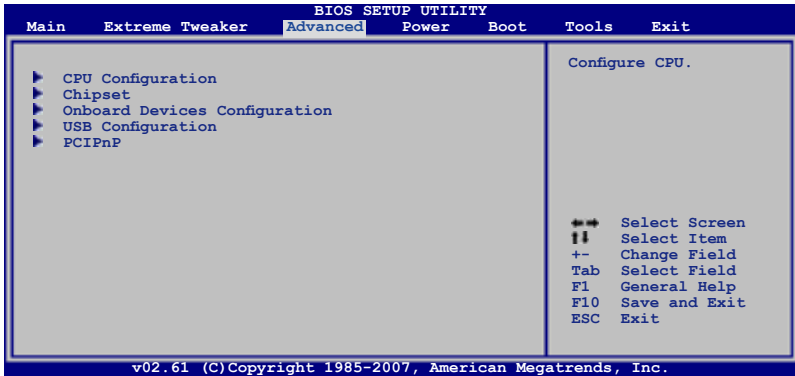 BIOS SETUP UTILITY
Main Extreme Tweaker Advanced Power Boot Tools Exit
CPU Configuration
Chipset
Onboard Devices Configuration
USB Configuration
PCIPnP
Configure CPU.
Select Screen
Select Item
+- Change Field
Tab Select Field
F1 General Help
F10 Save and Exit
ESC Exit
v02.61 (C)Copyright 1985-2007, American Megatrends, Inc.